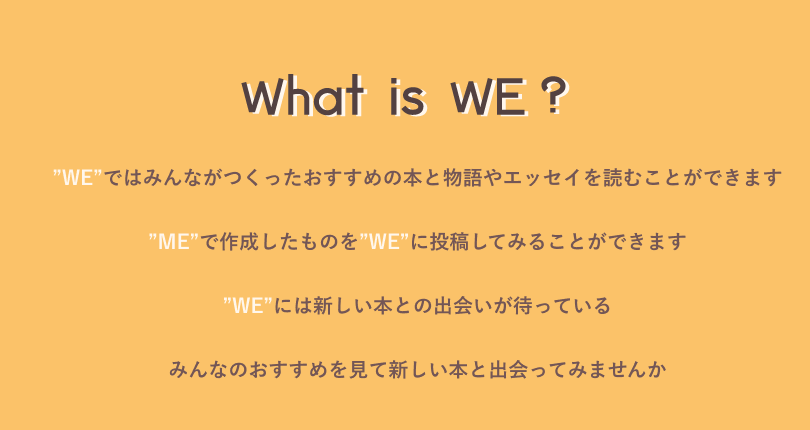 What is WE ?
”WE”ではみんながつくったおすすめの本と物語やエッセイを読むことができます
”ME”で作成したものを”WE”に投稿してみることができます
”WE”には新しい本との出会いが待っている
みんなのおすすめを見て新しい本と出会ってみませんか